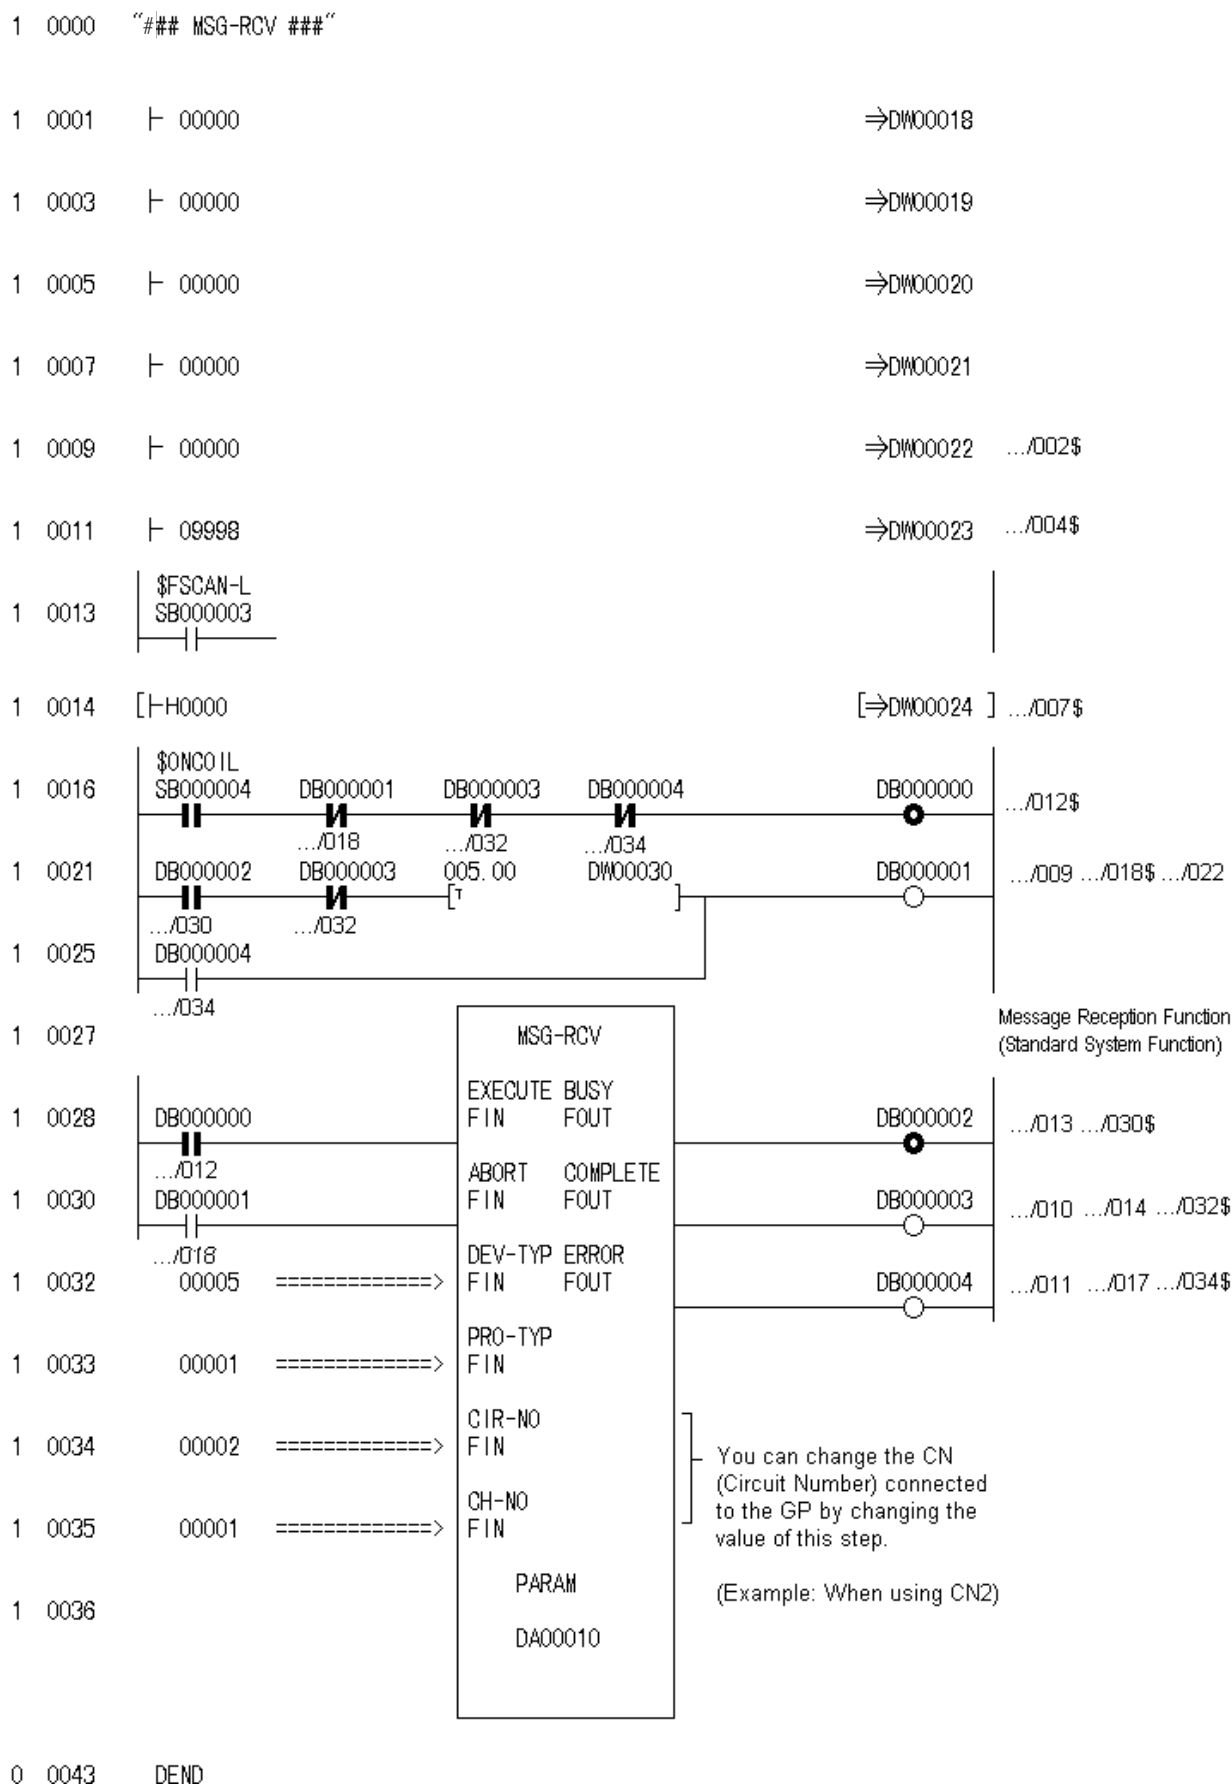 1 0000 "### MSG-RCV ###"
1 0001 ├ 00000 ⇒DW00018
1 0003 ├ 00000 ⇒DW00019
1 0005 ├ 00000 ⇒DW00020
1 0007 ├ 00000 ⇒DW00021
1 0009 ├ 00000 ⇒DW00022 .../002$
1 0011 ├ 09998 ⇒DW00023 .../004$
$FSCAN-L
1 0013 SB000003
1 0014 [├H0000 [⇒DW00024 ] .../007$
$ONCOIL
1 0016 SB000004 DB000001 DB000003 DB000004 DB000000 .../012$
.../018 .../032 .../034
1 0021 DB000002 DB000003 005.00 DW00030 DB000001 .../009 .../018$ .../022
[T ]
.../030 .../032
1 0025 DB000004
.../034
1 0027 MSG-RCV Message Reception Function
(Standard System Function)
EXECUTE BUSY
1 0028 DB000000 FIN FOUT DB000002 .../013 .../030$
.../012
ABORT COMPLETE
1 0030 DB000001 FIN FOUT DB000003 .../010 .../014 .../032$
.../018
DEV-TYP ERROR
1 0032 00005 =============> FIN FOUT DB000004 .../011 .../017 .../034$
PRO-TYP
1 0033 00001 =============> FIN
CIR-NO
1 0034 00002 =============> FIN
CH-NO
1 0035 00001 =============> FIN
You can change the CN
(Circuit Number) connected
to the GP by changing the
value of this step.
(Example: When using CN2)
PARAM
1 0036
DA00010
0 0043 DEND